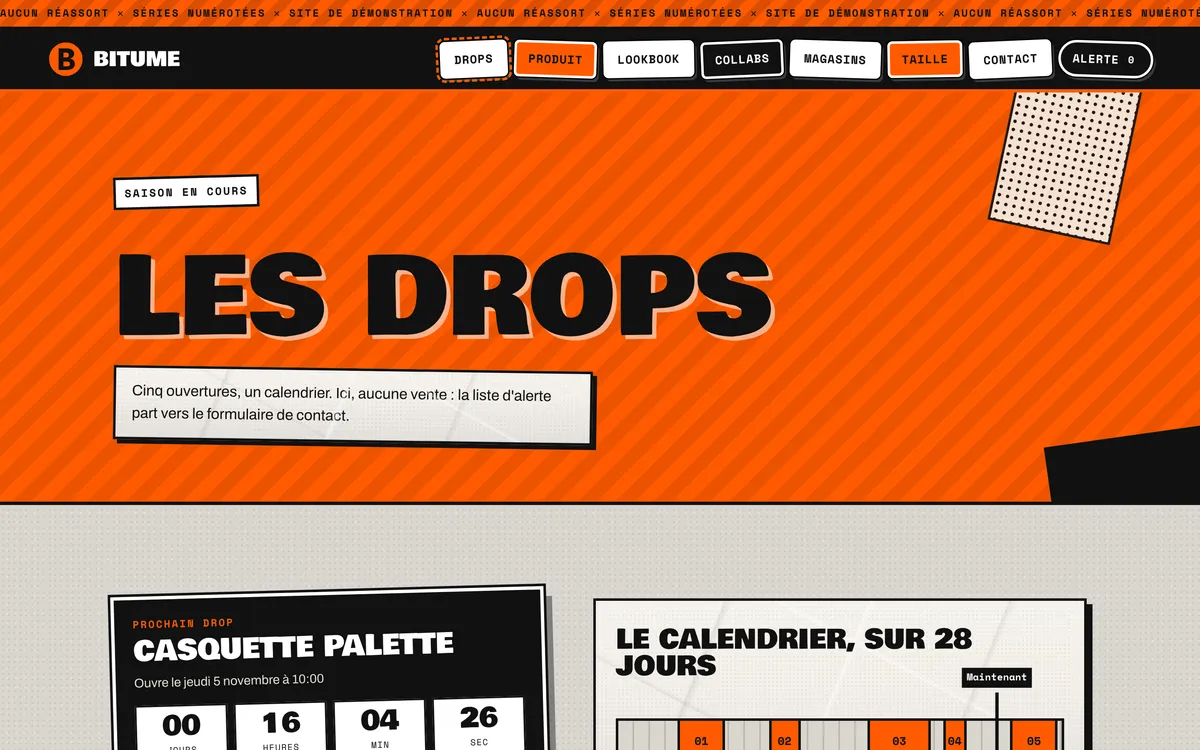 AUCUN RÉASSORT × SÉRIES NUMÉROTÉES × SITE DE DÉMONSTRATION × AUCUN RÉASSORT × SÉRIES NUMÉROTÉES × SITE DE DÉMONSTRATION × AUCUN RÉASSORT × SÉRIES
B BITUME
DROPS PRODUIT LOOKBOOK COLLABS MAGASINS TAILLE CONTACT ALERTE 0
SAISON EN COURS
LES DROPS
Cinq ouvertures, un calendrier. Ici, aucune vente : la liste d'alerte
part vers le formulaire de contact.
PROCHAIN DROP
CASQUETTE PALETTE
Ouvre le jeudi 5 novembre à 10:00
00 16 04 26
JOURS HEURES MIN SEC
LE CALENDRIER, SUR 28
JOURS
Maintenant
01 02 03 04 05